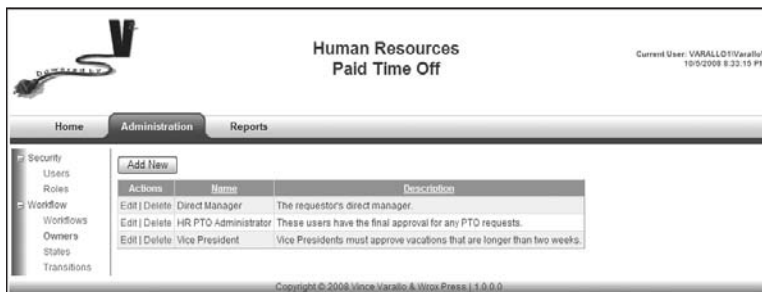 V
Powered by
Human Resources
Paid Time Off
Current User: VARALLO1\Varallo
10/5/2008 8:33:15 PM
Home Administration Reports
Security
Users
Roles
Workflow
Workflows
Owners
States
Transitions
Add New
Actions Name Description
Edit | Delete Direct Manager The requestor's direct manager.
Edit | Delete HR PTO Administrator These users have the final approval for any PTO requests.
Edit | Delete Vice President Vice Presidents must approve vacations that are longer than two weeks.
Copyright © 2008 Vince Varallo & Wrox Press | 1.0.0.0